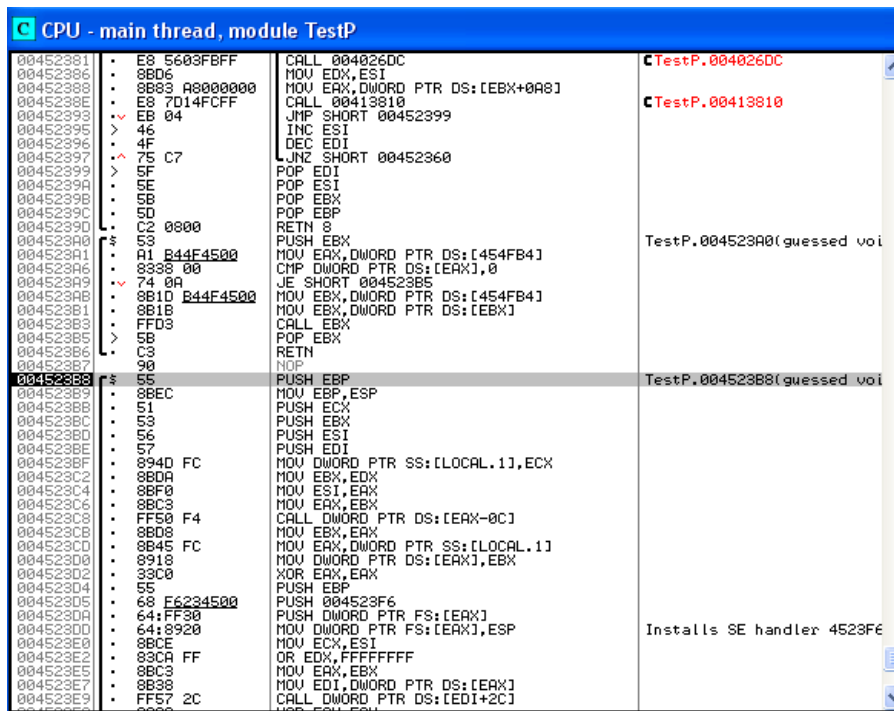 C CPU - main thread, module TestP
00452381 . E8 5603FBFF CALL 004026DC CTestP.004026DC
00452386 . 8BD6 MOV EDX,ESI
00452388 . 8B83 A8000000 MOV EAX,DWORD PTR DS:[EBX+0A8]
0045238E . E8 7D14FCFF CALL 00413810 CTestP.00413810
00452393 .v EB 04 JMP SHORT 00452399
00452395 > 46 INC ESI
00452396 . 4F DEC EDI
00452397 .^ 75 C7 JNZ SHORT 00452360
00452399 > 5F POP EDI
0045239A . 5E POP ESI
0045239B . 5B POP EBX
0045239C . 5D POP EBP
0045239D . C2 0800 RETN 8
004523A0 $ 53 PUSH EBX TestP.004523A0(guessed voi
004523A1 . A1 B44F4500 MOV EAX,DWORD PTR DS:[454FB4]
004523A6 . 8338 00 CMP DWORD PTR DS:[EAX],0
004523A9 .v 74 0A JE SHORT 004523B5
004523AB . 8B1D B44F4500 MOV EBX,DWORD PTR DS:[454FB4]
004523B1 . 8B1B MOV EBX,DWORD PTR DS:[EBX]
004523B3 . FFD3 CALL EBX
004523B5 > 5B POP EBX
004523B6 . C3 RETN
004523B7 90 NOP
004523B8 $ 55 PUSH EBP TestP.004523B8(guessed voi
004523B9 . 8BEC MOV EBP,ESP
004523BB . 51 PUSH ECX
004523BC . 53 PUSH EBX
004523BD . 56 PUSH ESI
004523BE . 57 PUSH EDI
004523BF . 894D FC MOV DWORD PTR SS:[LOCAL.1],ECX
004523C2 . 8BDA MOV EBX,EDX
004523C4 . 8BF0 MOV ESI,EAX
004523C6 . 8BC3 MOV EAX,EBX
004523C8 . FF50 F4 CALL DWORD PTR DS:[EAX-0C]
004523CB . 8BD8 MOV EBX,EAX
004523CD . 8B45 FC MOV EAX,DWORD PTR SS:[LOCAL.1]
004523D0 . 8918 MOV DWORD PTR DS:[EAX],EBX
004523D2 . 33C0 XOR EAX,EAX
004523D4 . 55 PUSH EBP
004523D5 . 68 F6234500 PUSH 004523F6
004523DA . 64:FF30 PUSH DWORD PTR FS:[EAX]
004523DD . 64:8920 MOV DWORD PTR FS:[EAX],ESP Installs SE handler 4523F6
004523E0 . 8BCE MOV ECX,ESI
004523E2 . 83CA FF OR EDX,FFFFFFFF
004523E5 . 8BC3 MOV EAX,EBX
004523E7 . 8B38 MOV EDI,DWORD PTR DS:[EAX]
004523E9 . FF57 2C CALL DWORD PTR DS:[EDI+2C]